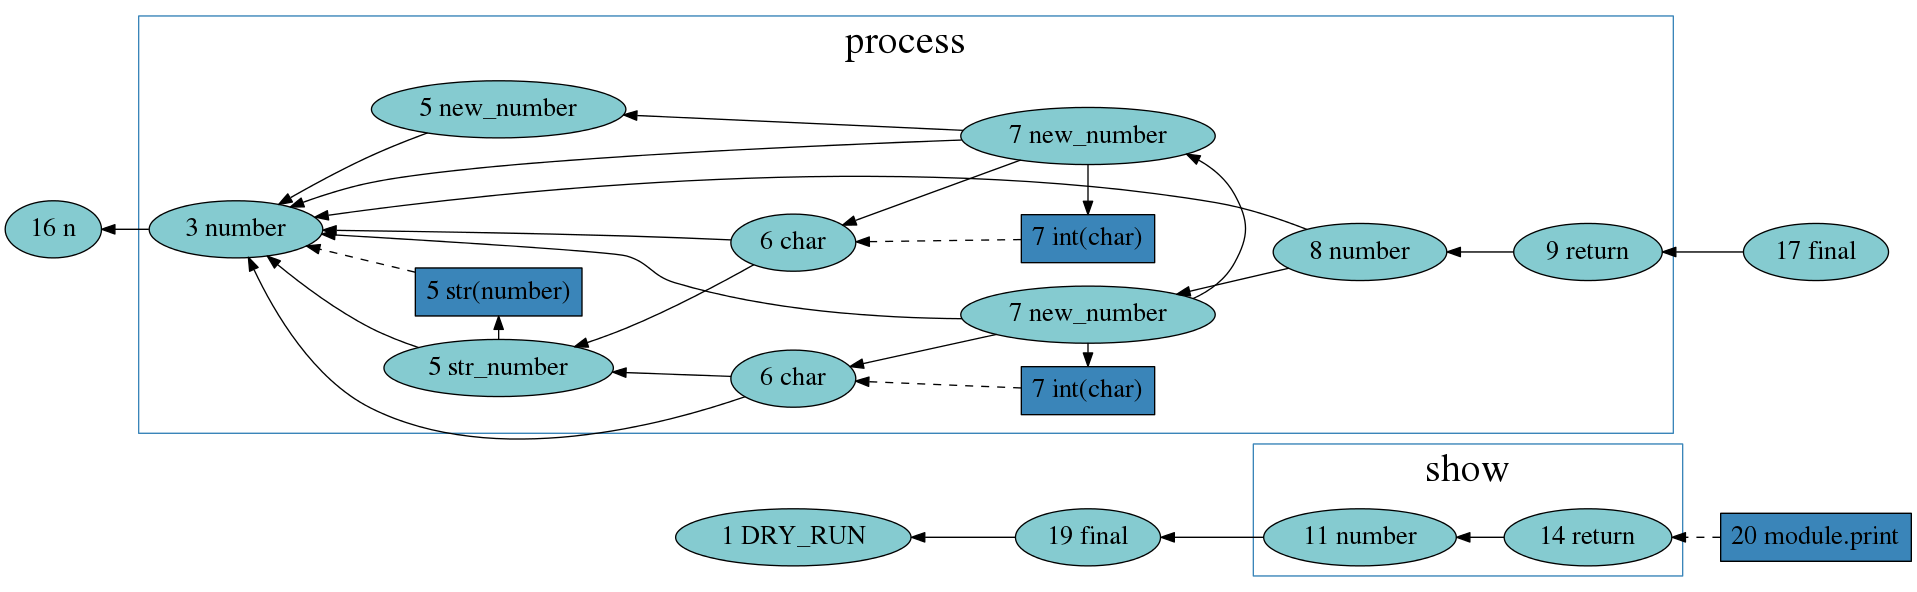 process
5 new_number
7 new_number
16 n
3 number
6 char
7 int(char)
8 number
9 return
17 final
5 str(number)
7 new_number
5 str_number
6 char
7 int(char)
show
1 DRY_RUN
19 final
11 number
14 return
20 module.print